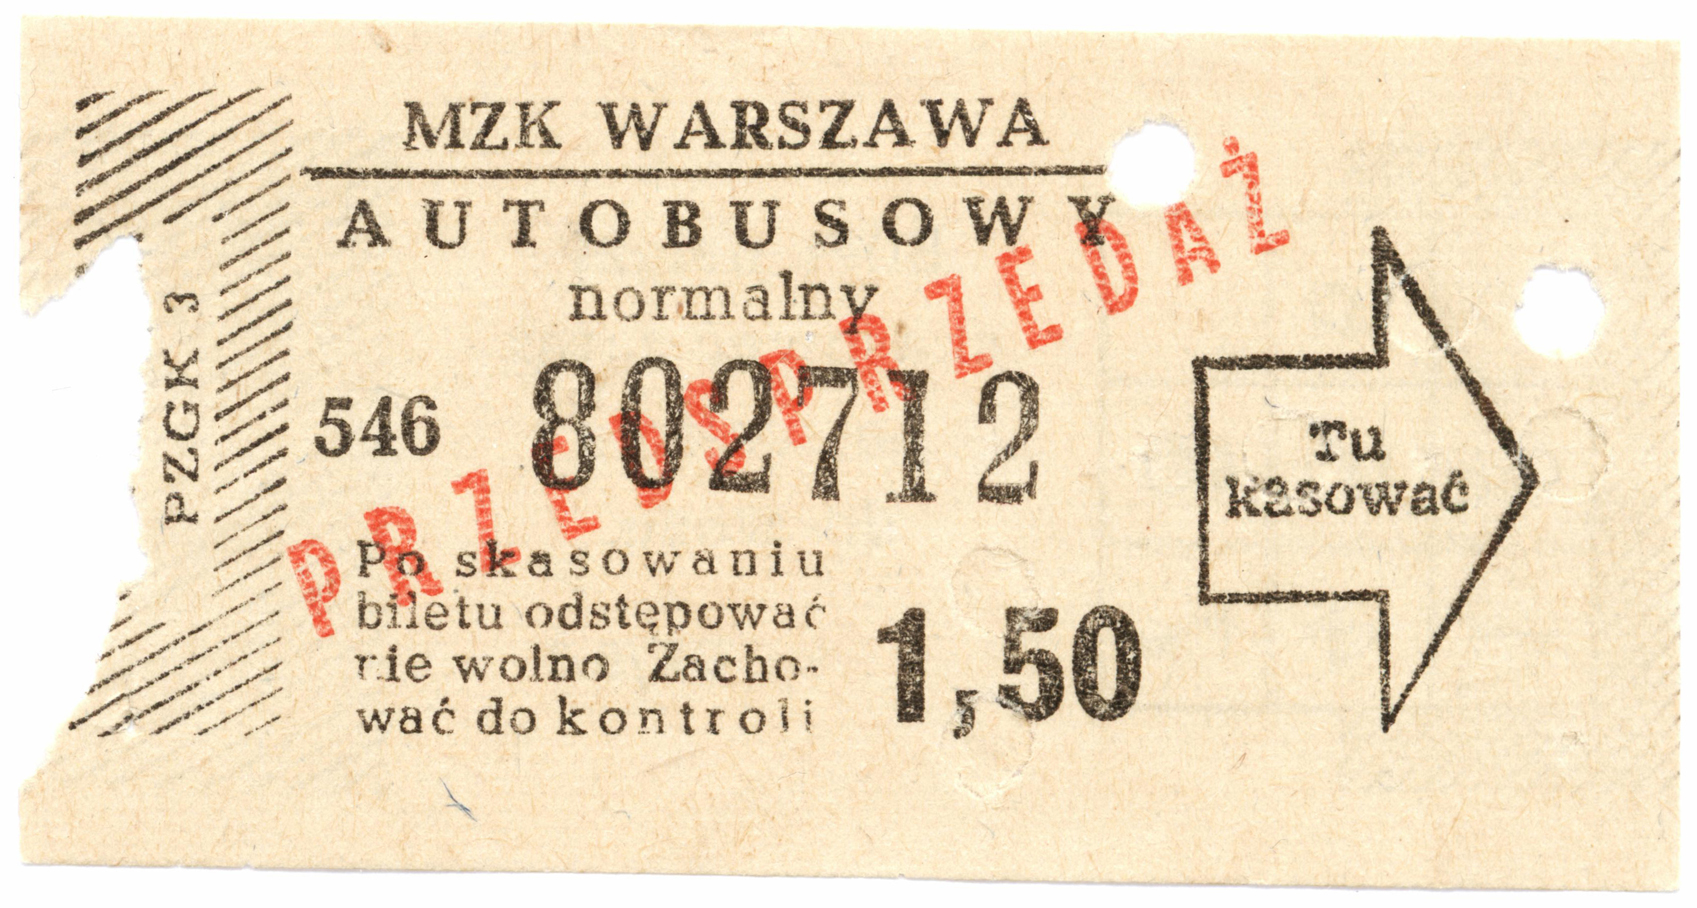 MZK WARSZAWA
AUTOBUSOWY
normalny
546 802712
PRZEDSPRZEDAŻ
Po skasowaniu
biletu odstępować
nie wolno Zacho-
wać do kontroli
1,50
Tu
kasować
PZGK 3